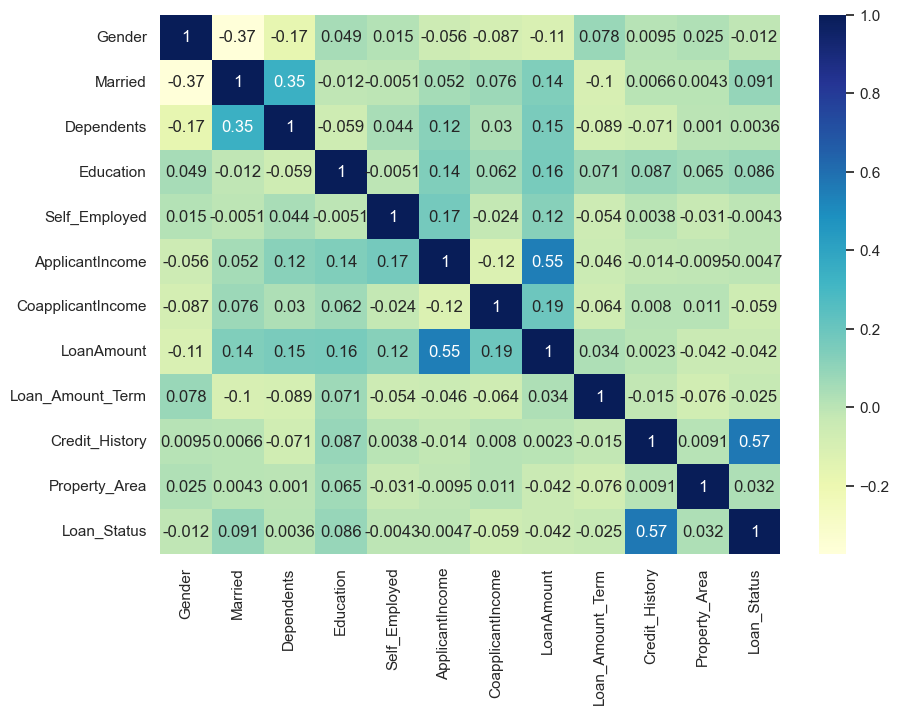 Gender 1 -0.37 -0.17 0.049 0.015 -0.056 -0.087 -0.11 0.078 0.0095 0.025 -0.012
Married -0.37 1 0.35 -0.012 -0.0051 0.052 0.076 0.14 -0.1 0.0066 0.0043 0.091
Dependents -0.17 0.35 1 -0.059 0.044 0.12 0.03 0.15 -0.089 -0.071 0.001 0.0036
Education 0.049 -0.012 -0.059 1 -0.0051 0.14 0.062 0.16 0.071 0.087 0.065 0.086
Self_Employed 0.015 -0.0051 0.044 -0.0051 1 0.17 -0.024 0.12 -0.054 0.0038 -0.031 -0.0043
ApplicantIncome -0.056 0.052 0.12 0.14 0.17 1 -0.12 0.55 -0.046 -0.014 -0.0095 -0.0047
CoapplicantIncome -0.087 0.076 0.03 0.062 -0.024 -0.12 1 0.19 -0.064 0.008 0.011 -0.059
LoanAmount -0.11 0.14 0.15 0.16 0.12 0.55 0.19 1 0.034 0.0023 -0.042 -0.042
Loan_Amount_Term 0.078 -0.1 -0.089 0.071 -0.054 -0.046 -0.064 0.034 1 -0.015 -0.076 -0.025
Credit_History 0.0095 0.0066 -0.071 0.087 0.0038 -0.014 0.008 0.0023 -0.015 1 0.0091 0.57
Property_Area 0.025 0.0043 0.001 0.065 -0.031 -0.0095 0.011 -0.042 -0.076 0.0091 1 0.032
Loan_Status -0.012 0.091 0.0036 0.086 -0.0043 -0.0047 -0.059 -0.042 -0.025 0.57 0.032 1
Gender
Married
Dependents
Education
Self_Employed
ApplicantIncome
CoapplicantIncome
LoanAmount
Loan_Amount_Term
Credit_History
Property_Area
Loan_Status
1.0
0.8
0.6
0.4
0.2
0.0
−0.2